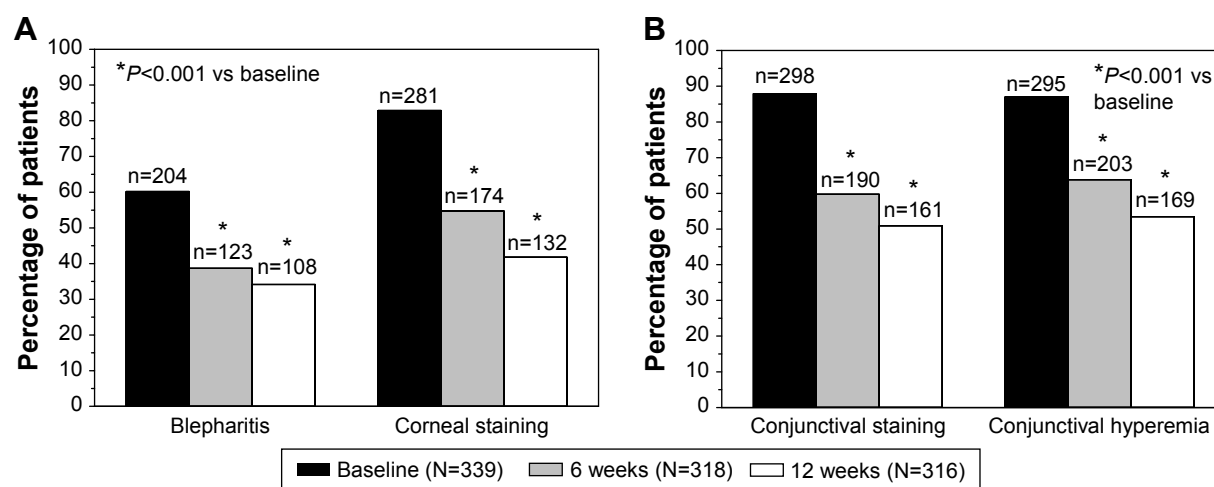 A
Percentage of patients
100
90
80
70
60
50
40
30
20
10
0
*P<0.001 vs baseline
n=204
*
n=123
*
n=108
n=281
*
n=174
*
n=132
Blepharitis
Corneal staining
B
Percentage of patients
100
90
80
70
60
50
40
30
20
10
0
*P<0.001 vs
baseline
n=298
*
n=190
*
n=161
n=295
*
n=203
*
n=169
Conjunctival staining
Conjunctival hyperemia
Baseline (N=339) 6 weeks (N=318) 12 weeks (N=316)